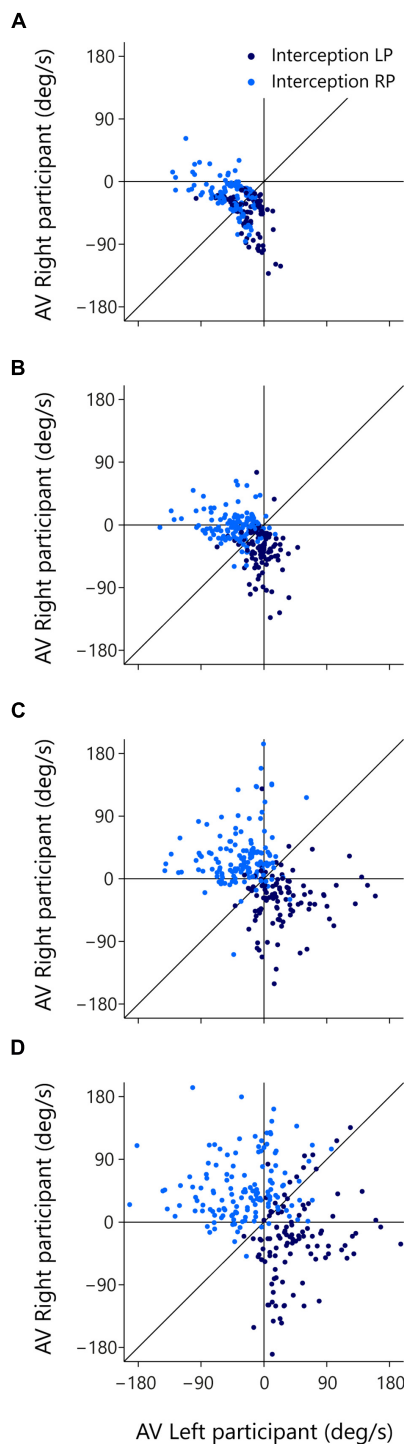 A
AV Right participant (deg/s)
180
90
0
−90
−180
Interception LP
Interception RP
B
AV Right participant (deg/s)
180
90
0
−90
−180
C
AV Right participant (deg/s)
180
90
0
−90
−180
D
AV Right participant (deg/s)
180
90
0
−90
−180
−180 −90 0 90 180
AV Left participant (deg/s)